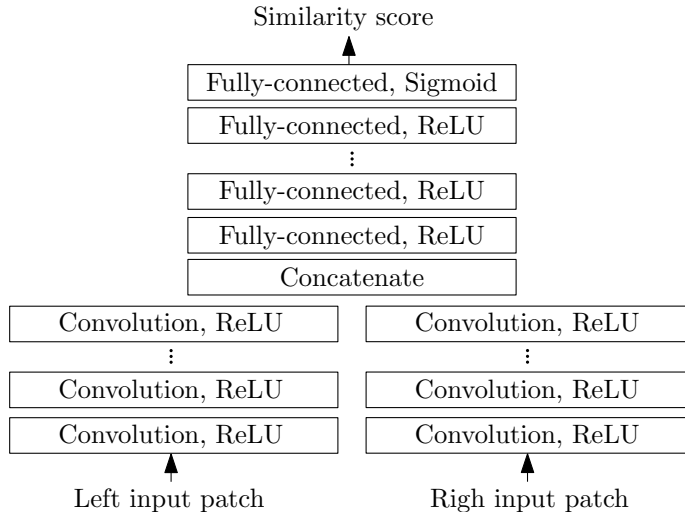 Similarity score
Fully-connected, Sigmoid
Fully-connected, ReLU
Fully-connected, ReLU
Fully-connected, ReLU
Concatenate
Convolution, ReLU
Convolution, ReLU
Convolution, ReLU
Convolution, ReLU
Convolution, ReLU
Convolution, ReLU
Left input patch
Righ input patch